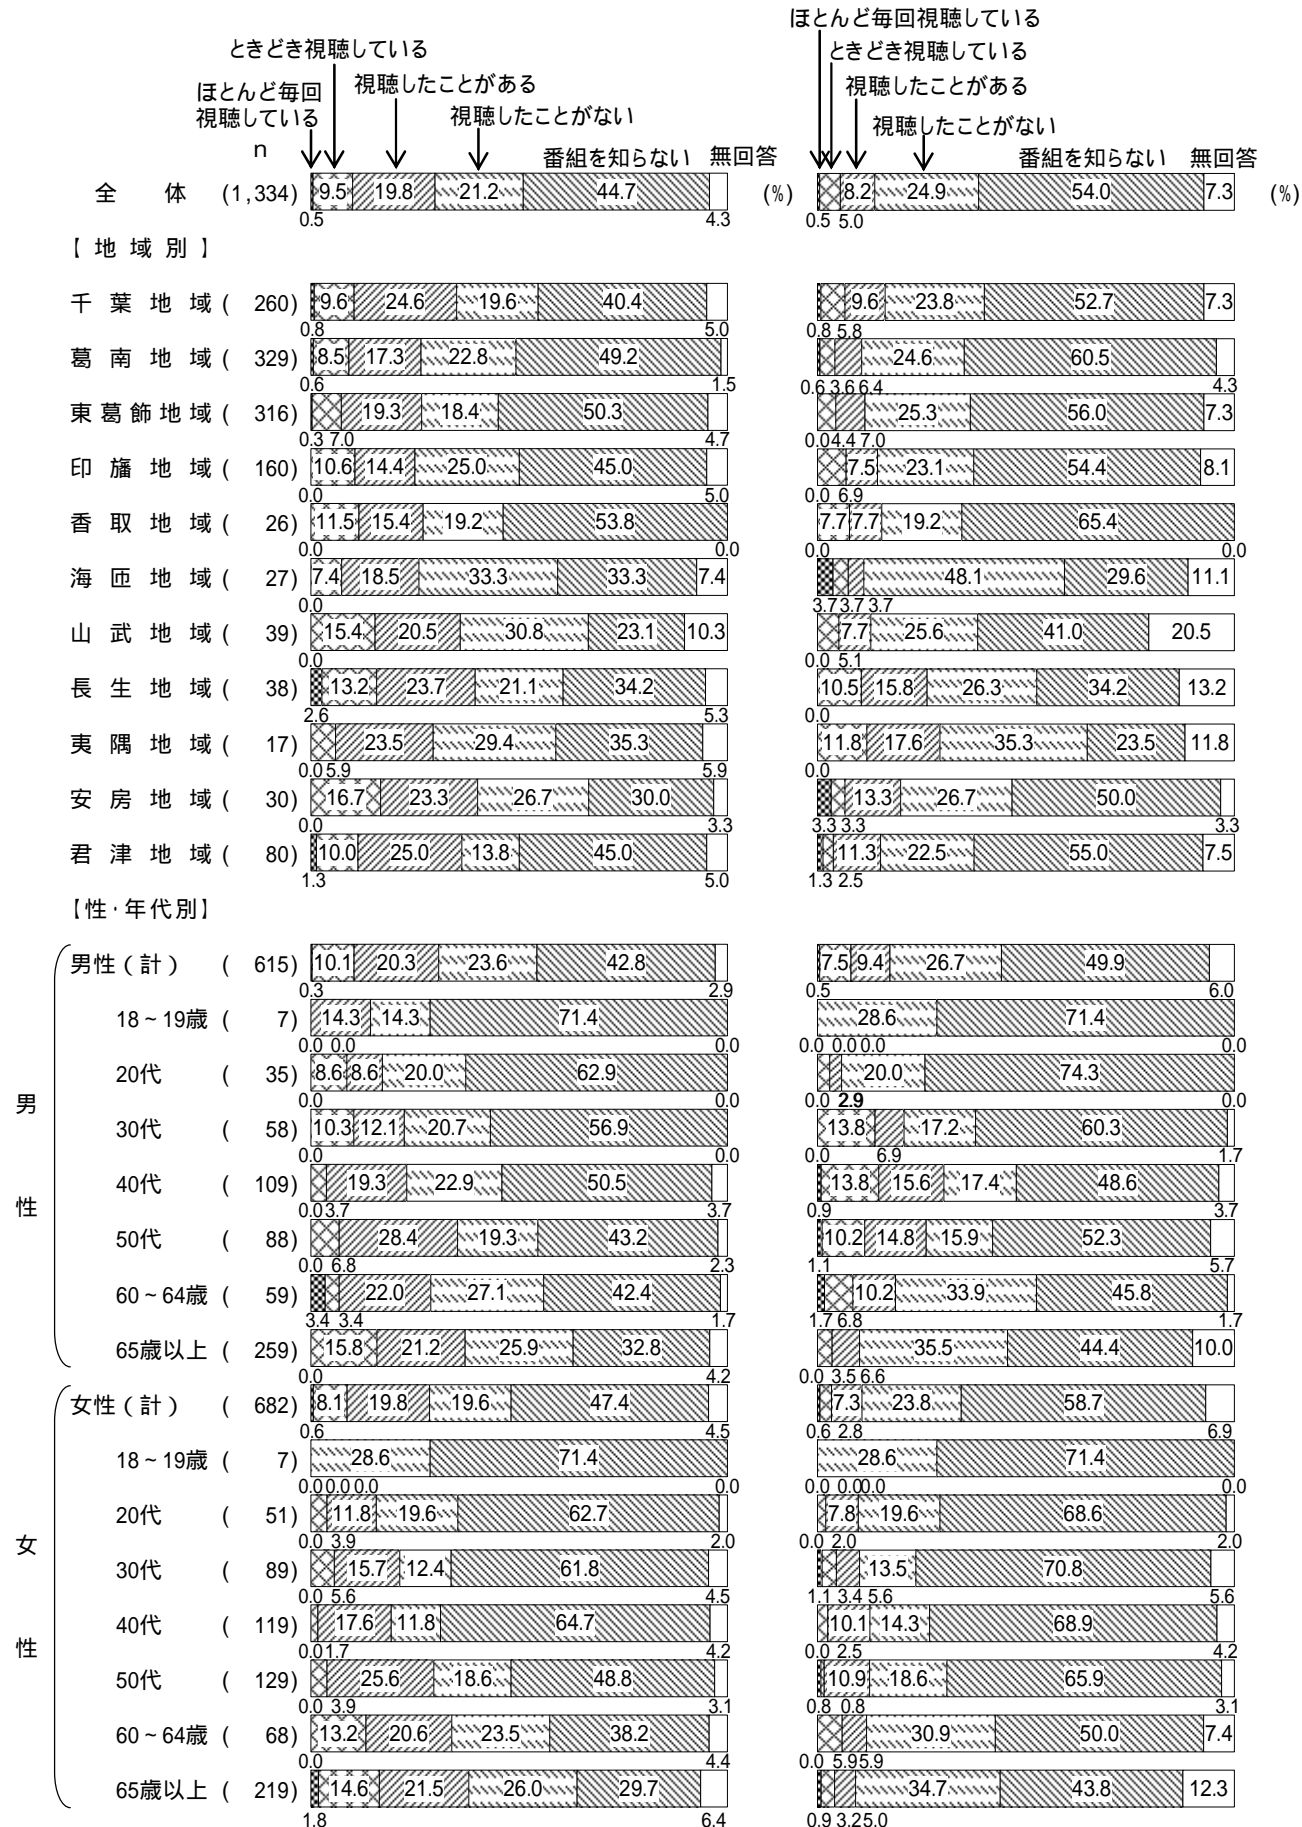 ほとんど毎回視聴している
ときどき視聴している ときどき視聴している
ほとんど毎回 視聴したことがある 視聴したことがある
視聴している 視聴したことがない 視聴したことがない
n 番組を知らない 無回答 番組を知らない 無回答
全体 (1,334) 9.5 19.8 21.2 44.7 (%) 8.2 24.9 54.0 7.3 (%)
0.5 4.3 0.5 5.0
【地域別】
千葉地域 ( 260) 9.6 24.6 19.6 40.4 9.6 23.8 52.7 7.3
0.8 5.0 0.8 5.8
葛南地域 ( 329) 8.5 17.3 22.8 49.2 24.6 60.5
0.6 1.5 0.6 3.6 6.4 4.3
東葛飾地域 ( 316) 19.3 18.4 50.3 25.3 56.0 7.3
0.3 7.0 4.7 0.0 4.4 7.0
印旛地域 ( 160) 10.6 14.4 25.0 45.0 7.5 23.1 54.4 8.1
0.0 5.0 0.0 6.9
香取地域 ( 26) 11.5 15.4 19.2 53.8 7.7 7.7 19.2 65.4
0.0 0.0 0.0 0.0
海匝地域 ( 27) 7.4 18.5 33.3 33.3 7.4 48.1 29.6 11.1
0.0 3.7 3.7 3.7
山武地域 ( 39) 15.4 20.5 30.8 23.1 10.3 7.7 25.6 41.0 20.5
0.0 0.0 5.1
長生地域 ( 38) 13.2 23.7 21.1 34.2 10.5 15.8 26.3 34.2 13.2
2.6 5.3 0.0
夷隅地域 ( 17) 23.5 29.4 35.3 11.8 17.6 35.3 23.5 11.8
0.0 5.9 5.9 0.0
安房地域 ( 30) 16.7 23.3 26.7 30.0 13.3 26.7 50.0
0.0 3.3 3.3 3.3 3.3
君津地域 ( 80) 10.0 25.0 13.8 45.0 11.3 22.5 55.0 7.5
1.3 5.0 1.3 2.5
【性・年代別】
男性(計) ( 615) 10.1 20.3 23.6 42.8 7.5 9.4 26.7 49.9
0.3 2.9 0.5 6.0
18~19歳 ( 7) 14.3 14.3 71.4 28.6 71.4
0.0 0.0 0.0 0.0 0.0 0.0 0.0
20代 ( 35) 8.6 8.6 20.0 62.9 20.0 74.3
0.0 0.0 0.0 2.9 0.0
男
30代 ( 58) 10.3 12.1 20.7 56.9 13.8 17.2 60.3
0.0 0.0 0.0 6.9 1.7
40代 ( 109) 19.3 22.9 50.5 13.8 15.6 17.4 48.6
性
0.0 3.7 3.7 0.9 3.7
50代 ( 88) 28.4 19.3 43.2 10.2 14.8 15.9 52.3
0.0 6.8 2.3 1.1 5.7
60~64歳 ( 59) 22.0 27.1 42.4 10.2 33.9 45.8
3.4 3.4 1.7 1.7 6.8 1.7
65歳以上 ( 259) 15.8 21.2 25.9 32.8 35.5 44.4 10.0
0.0 4.2 0.0 3.5 6.6
女性(計) ( 682) 8.1 19.8 19.6 47.4 7.3 23.8 58.7
0.6 4.5 0.6 2.8 6.9
18~19歳 ( 7) 28.6 71.4 28.6 71.4
0.0 0.0 0.0 0.0 0.0 0.0 0.0 0.0
20代 ( 51) 11.8 19.6 62.7 7.8 19.6 68.6
0.0 3.9 2.0 0.0 2.0 2.0
女
30代 ( 89) 15.7 12.4 61.8 13.5 70.8
0.0 5.6 4.5 1.1 3.4 5.6 5.6
40代 ( 119) 17.6 11.8 64.7 10.1 14.3 68.9
性
0.0 1.7 4.2 0.0 2.5 4.2
50代 ( 129) 25.6 18.6 48.8 10.9 18.6 65.9
0.0 3.9 3.1 0.8 0.8 3.1
60~64歳 ( 68) 13.2 20.6 23.5 38.2 30.9 50.0 7.4
0.0 4.4 0.0 5.9 5.9
65歳以上 ( 219) 14.6 21.5 26.0 29.7 34.7 43.8 12.3
1.8 6.4 0.9 3.2 5.0